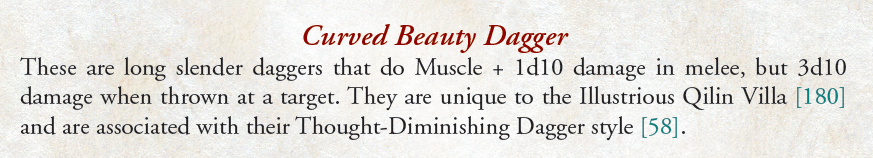 Curved Beauty Dagger
These are long slender daggers that do Muscle + 1d10 damage in melee, but 3d10
damage when thrown at a target. They are unique to the Illustrious Qilin Villa [180]
and are associated with their Thought-Diminishing Dagger style [58].